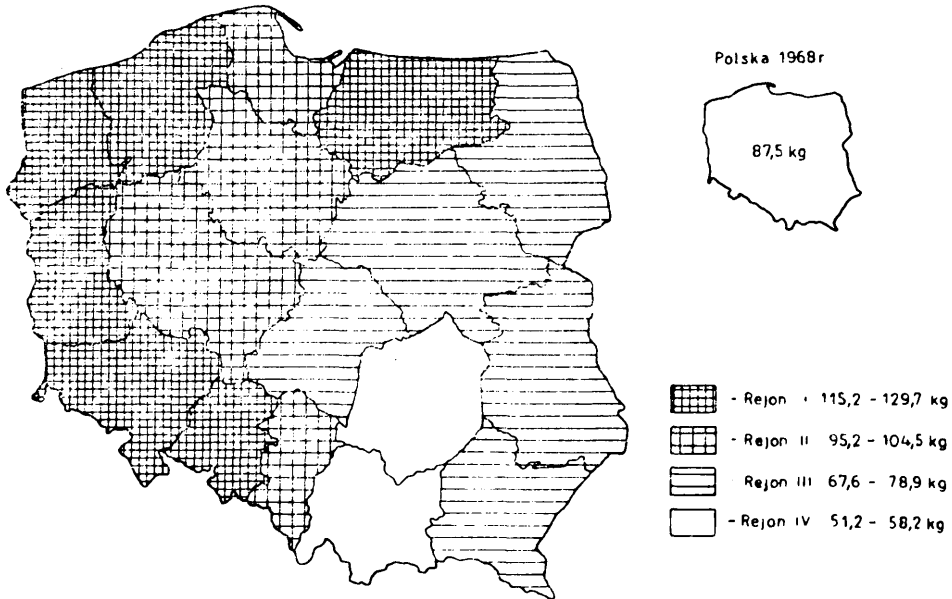 Polska 1968r
87,5 kg
- Rejon I 115,2 - 129,7 kg
- Rejon II 95,2 - 104,5 kg
Rejon III 67,6 - 78,9 kg
- Rejon IV 51,2 - 58,2 kg